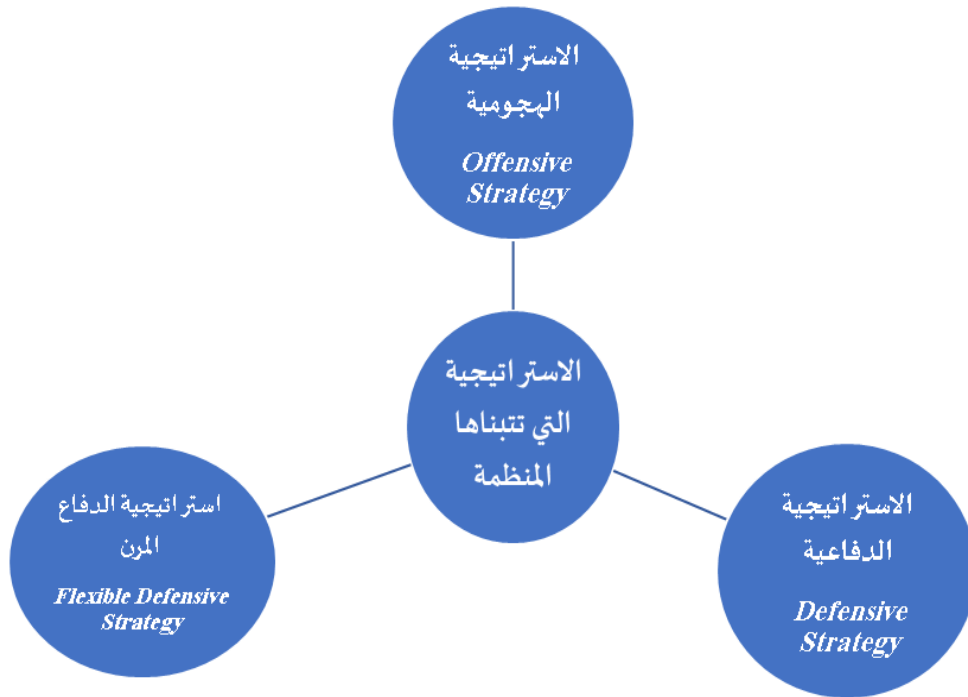 الاستراتيجية
الهجومية
Offensive
Strategy
الاستراتيجية
التي تتبناها
المنظمة
استراتيجية الدفاع
المرن
Flexible Defensive
Strategy
الاستراتيجية
الدفاعية
Defensive
Strategy